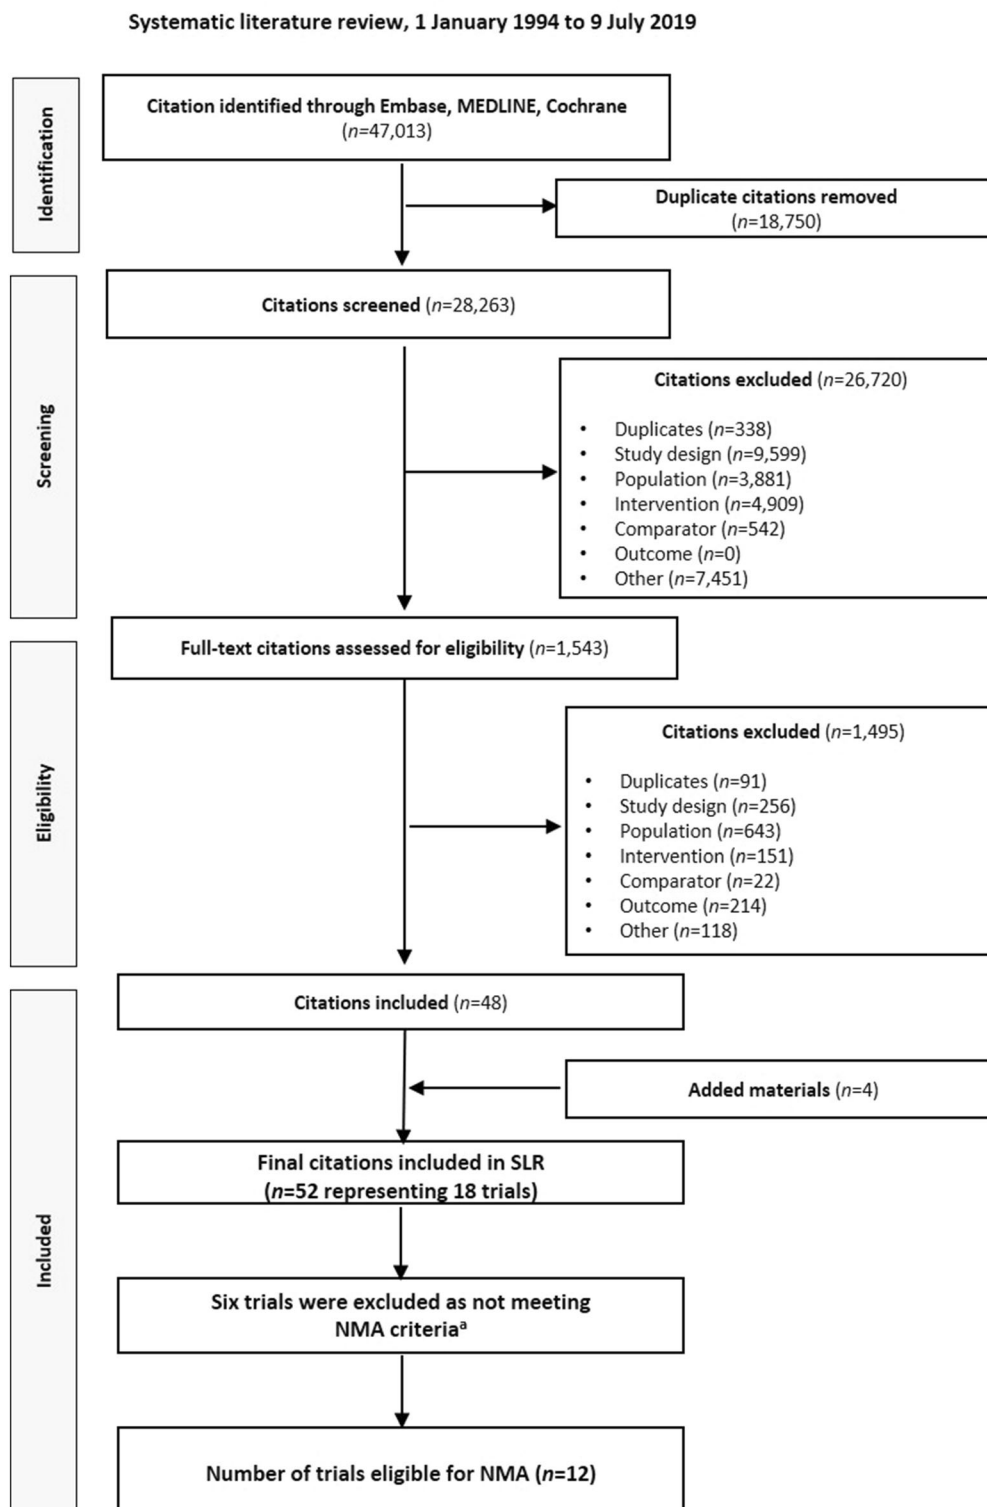 Systematic literature review, 1 January 1994 to 9 July 2019
Identification
Citation identified through Embase, MEDLINE, Cochrane
(n=47,013)
Duplicate citations removed
(n=18,750)
Screening
Citations screened (n=28,263)
Citations excluded (n=26,720)
• Duplicates (n=338)
• Study design (n=9,599)
• Population (n=3,881)
• Intervention (n=4,909)
• Comparator (n=542)
• Outcome (n=0)
• Other (n=7,451)
Eligibility
Full-text citations assessed for eligibility (n=1,543)
Citations excluded (n=1,495)
• Duplicates (n=91)
• Study design (n=256)
• Population (n=643)
• Intervention (n=151)
• Comparator (n=22)
• Outcome (n=214)
• Other (n=118)
Included
Citations included (n=48)
Added materials (n=4)
Final citations included in SLR
(n=52 representing 18 trials)
Six trials were excluded as not meeting
NMA criteriaᵃ
Number of trials eligible for NMA (n=12)